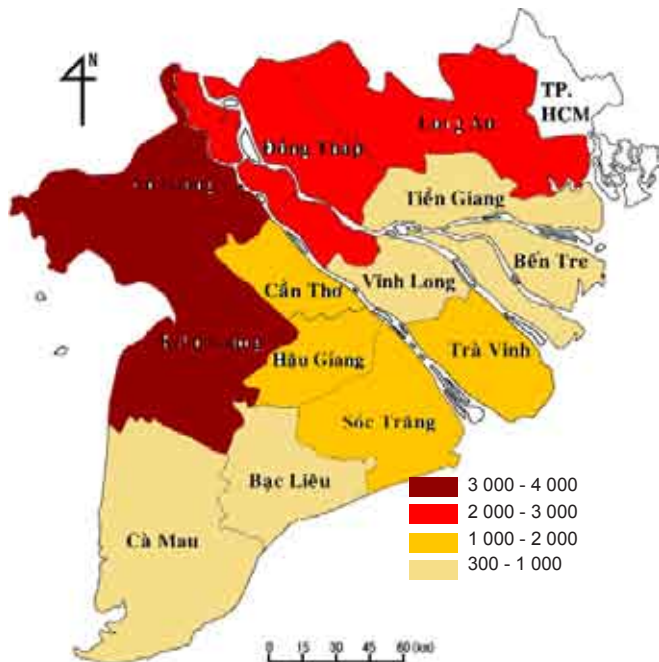 N
TP.
HCM
Long An
Đồng Tháp
Tiền Giang
Bến Tre
Vĩnh Long
Cần Thơ
Trà Vinh
Hậu Giang
Sóc Trăng
Bạc Liêu
Cà Mau
3 000 - 4 000
2 000 - 3 000
1 000 - 2 000
300 - 1 000
0 15 30 45 60 (km)